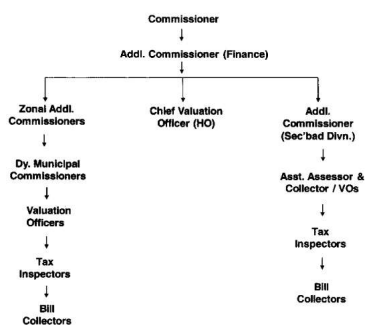 Commissioner
Addl. Commissioner (Finance)
Zonal Addl.
Commissioners
Chief Valuation
Officer (HO)
Addl.
Commissioner
(Sec'bad Divn.)
Dy. Municipal
Commissioners
Asst. Assessor &
Collector / VOs
Valuation
Officers
Tax
Inspectors
Tax
Inspectors
Bill
Collectors
Bill
Collectors